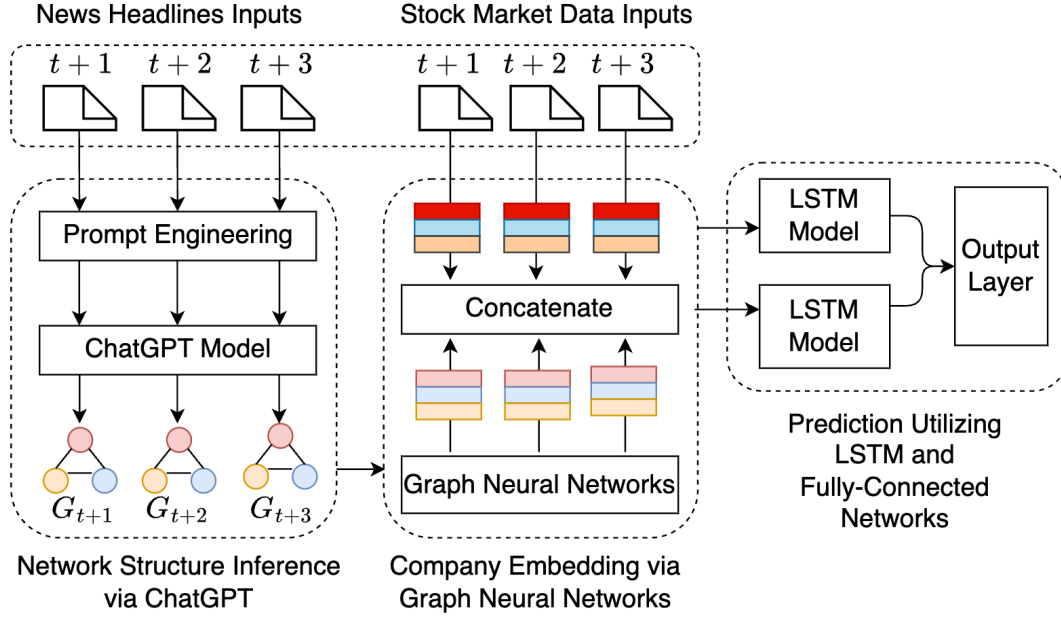 News Headlines Inputs
Stock Market Data Inputs
t + 1 t + 2 t + 3
t + 1 t + 2 t + 3
Prompt Engineering
ChatGPT Model
G_{t+1} G_{t+2} G_{t+3}
Network Structure Inference
via ChatGPT
Concatenate
Graph Neural Networks
Company Embedding via
Graph Neural Networks
LSTM
Model
LSTM
Model
Output
Layer
Prediction Utilizing
LSTM and
Fully-Connected
Networks